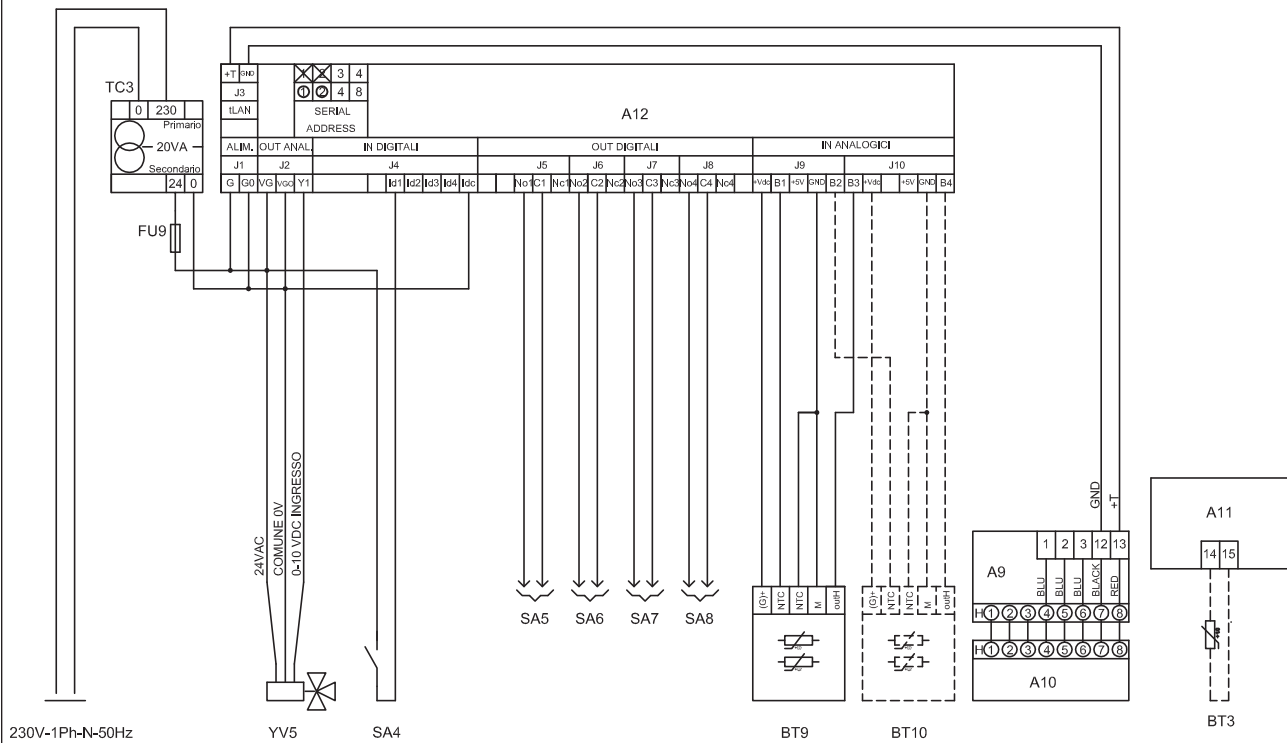 +T GND 1 2 3 4
TC3 J3 1 2 4 8
0 230 tLAN SERIAL A12
Primario ADDRESS
20VA ALIM. OUT ANAL. IN DIGITALI OUT DIGITALI IN ANALOGICI
Secondario J1 J2 J4 J5 J6 J7 J8 J9 J10
24 0 G G0 VG VG0 Y1 Id1 Id2 Id3 Id4 Idc No1 C1 Nc1 No2 C2 Nc2 No3 C3 Nc3 No4 C4 Nc4 +Vdc B1 +5V GND B2 B3 +Vdc +5V GND B4
FU9
24VAC
COMUNE 0V
0-10 VDC INGRESSO
GND
+T
A11
1 2 3 12 13
14 15
A9
BLU BLU BLU BLACK RED
(G)+ NTC NTC M outH
(G)+ NTC NTC M outH
SA5 SA6 SA7 SA8
H 1 2 3 4 5 6 7 8
H 1 2 3 4 5 6 7 8
A10
230V-1Ph-N-50Hz YV5 SA4 BT9 BT10 BT3